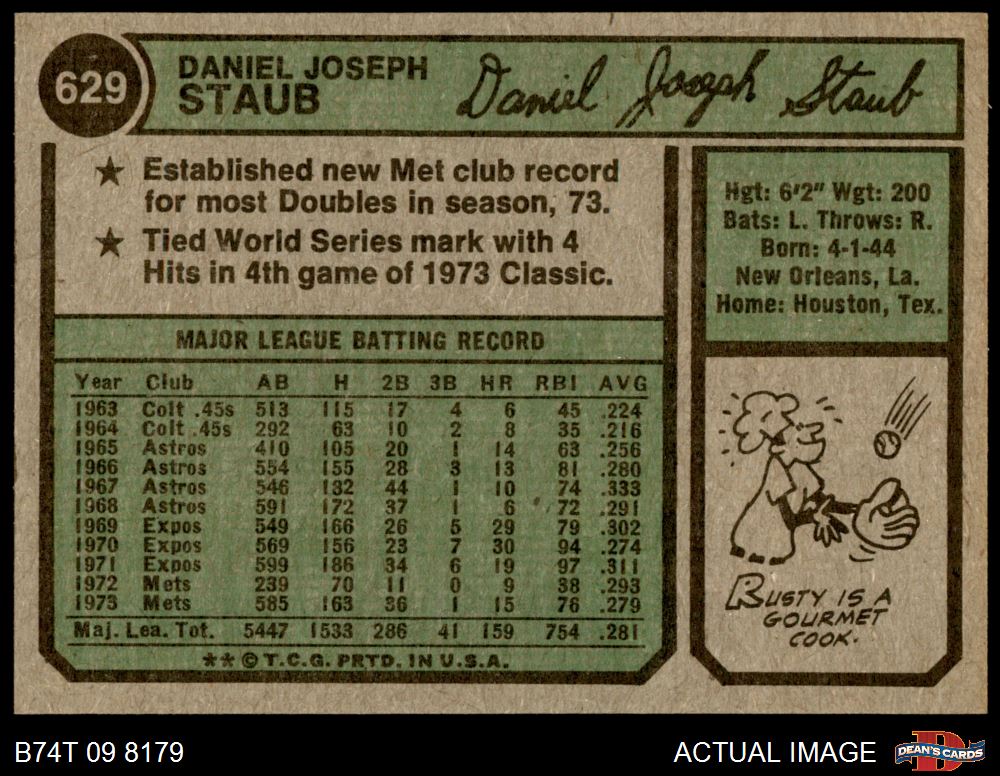 629
DANIEL JOSEPH
STAUB
Daniel Joseph Staub
★ Established new Met club record
for most Doubles in season, 73.
★ Tied World Series mark with 4
Hits in 4th game of 1973 Classic.
Hgt: 6'2" Wgt: 200
Bats: L. Throws: R.
Born: 4-1-44
New Orleans, La.
Home: Houston, Tex.
MAJOR LEAGUE BATTING RECORD
Year Club AB H 2B 3B HR RBI AVG
1963 Colt .45s 513 115 17 4 6 45 .224
1964 Colt .45s 292 63 10 2 8 35 .216
1965 Astros 410 105 20 1 14 63 .256
1966 Astros 554 155 28 3 13 81 .280
1967 Astros 546 132 44 1 10 74 .333
1968 Astros 591 172 37 1 6 72 .291
1969 Expos 549 166 26 5 29 79 .302
1970 Expos 569 156 23 7 30 94 .274
1971 Expos 599 186 34 6 19 97 .311
1972 Mets 239 70 11 0 9 38 .293
1973 Mets 585 163 36 1 15 76 .279
Maj. Lea. Tot. 5447 1533 286 41 159 754 .281
★★ © T.C.G. PRTD. IN U.S.A.
RUSTY IS A
GOURMET
COOK.
B74T 09 8179
ACTUAL IMAGE
DEAN'S CARDS